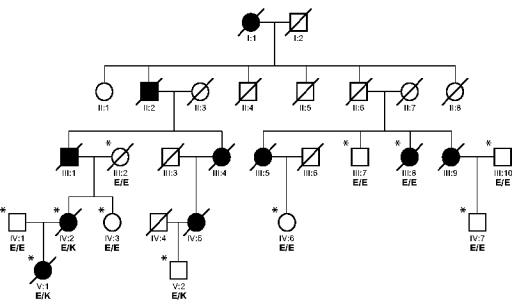 I:1 I:2
II:1 II:2 II:3 II:4 II:5 II:6 II:7 II:8
* * * *
III:1 III:2 III:3 III:4 III:5 III:6 III:7 III:8 III:9 III:10
E/E E/E E/E E/E
* * * * *
IV:1 IV:2 IV:3 IV:4 IV:5 IV:6 IV:7
E/E E/K E/E E/E E/E
* *
V:1 V:2
E/K E/K